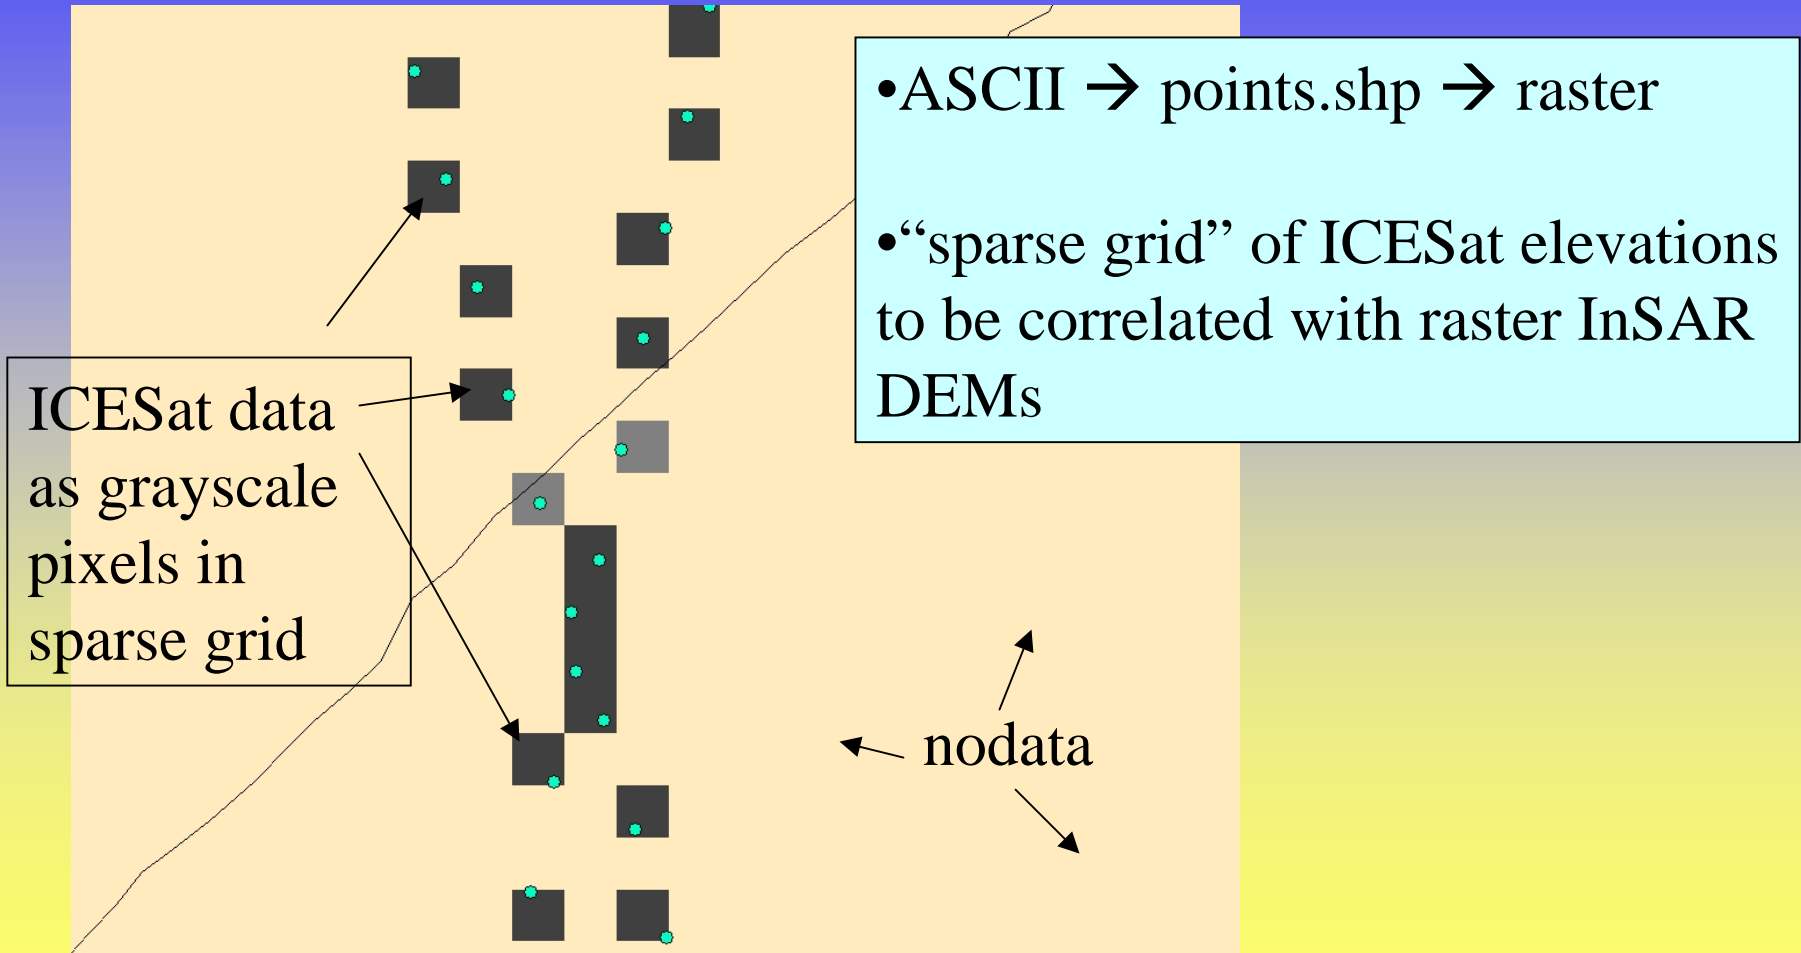 •ASCII → points.shp → raster
•“sparse grid” of ICESat elevations
to be correlated with raster InSAR
DEMs
ICESat data
as grayscale
pixels in
sparse grid
nodata